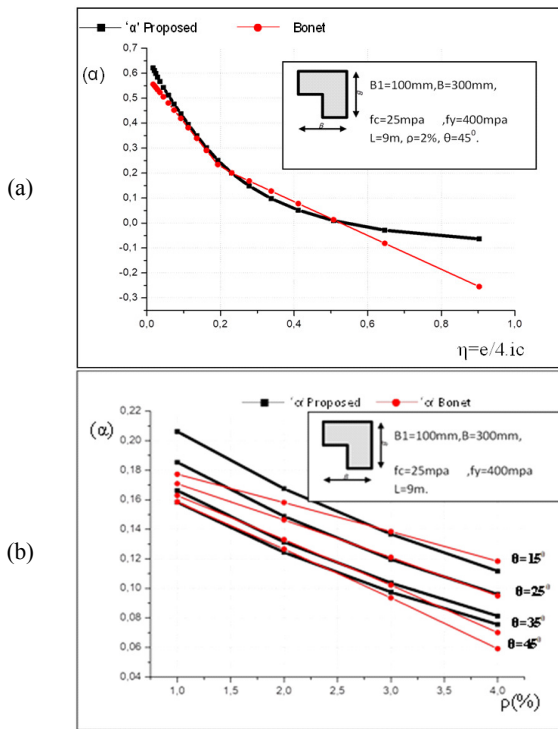 'α' Proposed Bonet
(α)
0,7
0,6
0,5
0,4
0,3
0,2
0,1
0,0
-0,1
-0,2
-0,3
B
B
B1=100mm,B=300mm,
fc=25mpa ,fy=400mpa
L=9m, ρ=2%, θ=45⁰.
(a)
0,0 0,2 0,4 0,6 0,8 1,0
η=e/4.ic
'α' Proposed 'α' Bonet
(α)
0,22
0,20
0,18
0,16
0,14
0,12
0,10
0,08
0,06
0,04
B
B
B1=100mm,B=300mm,
fc=25mpa ,fy=400mpa
L=9m.
(b)
θ=15⁰
θ=25⁰
θ=35⁰
θ=45⁰
1,0 1,5 2,0 2,5 3,0 3,5 4,0
ρ(%)